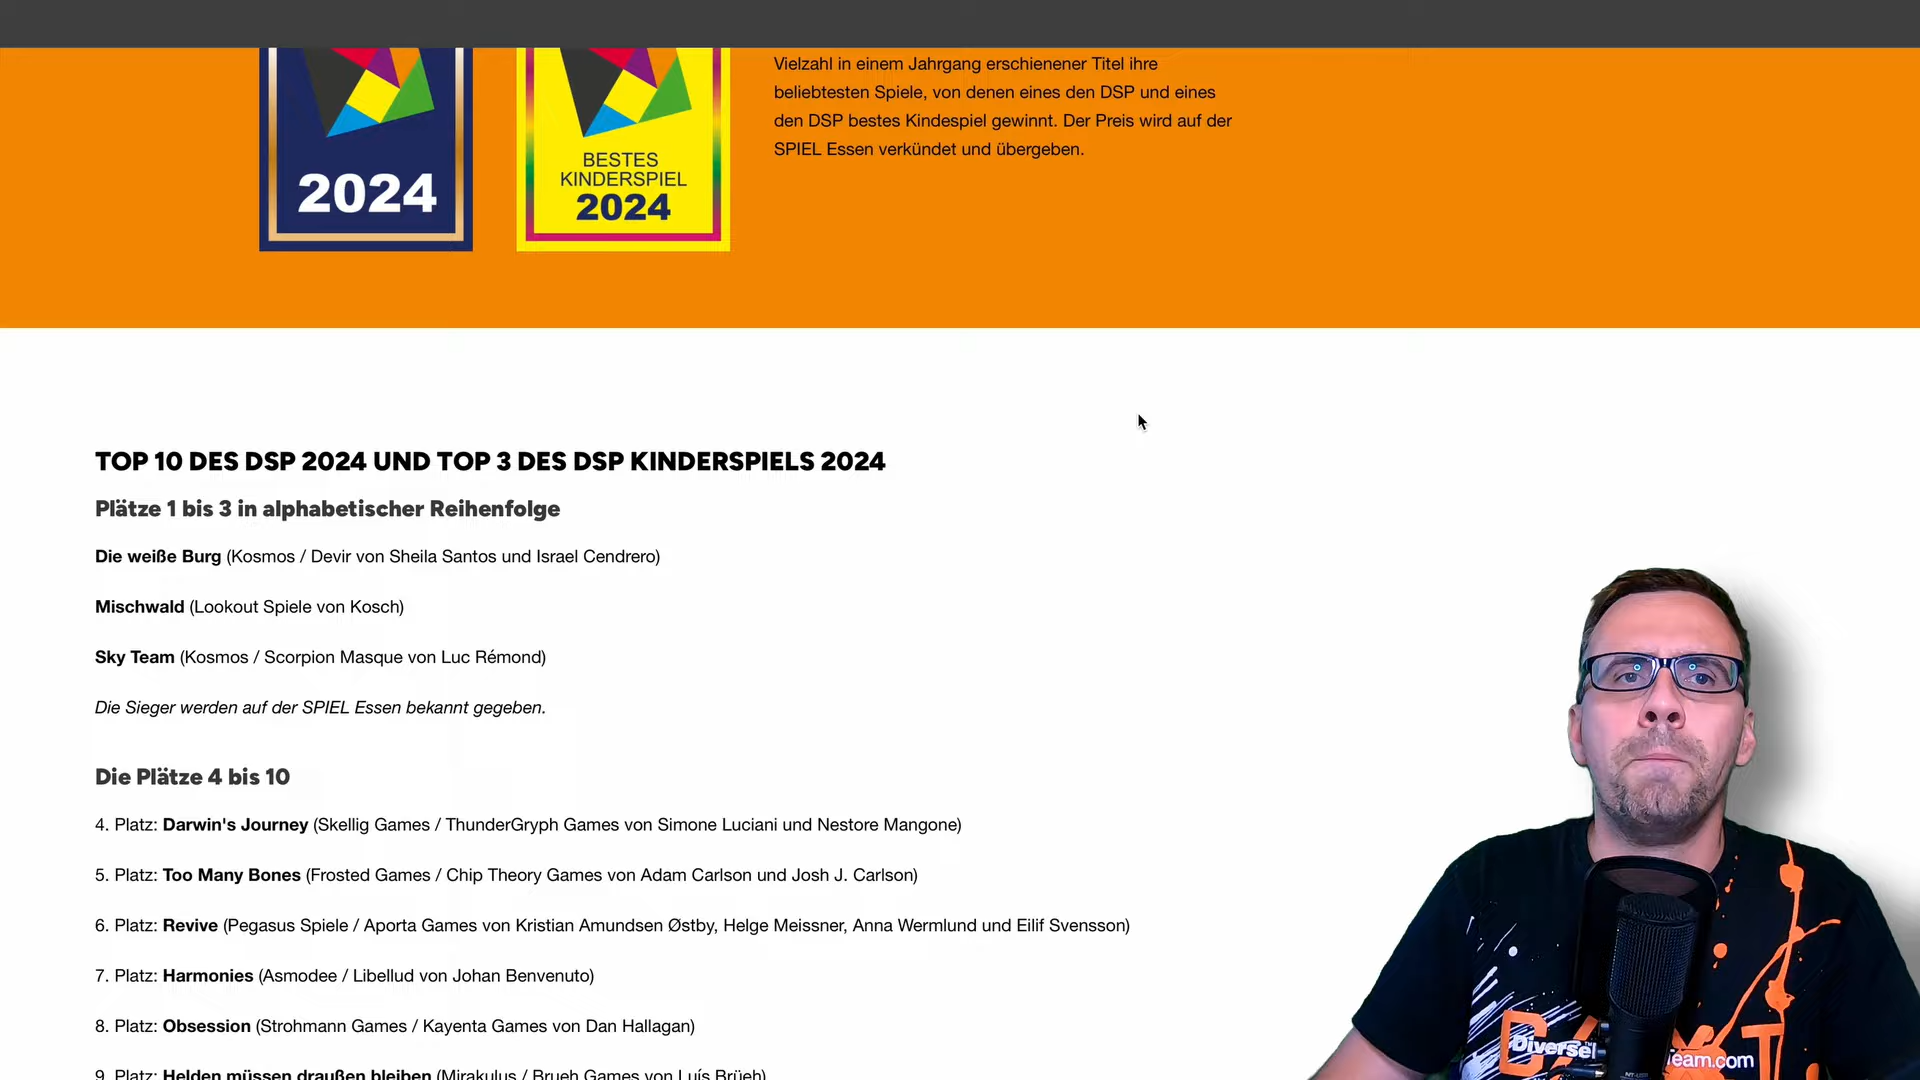 2024
BESTES
KINDERSPIEL
2024
Vielzahl in einem Jahrgang erschienener Titel ihre
beliebtesten Spiele, von denen eines den DSP und eines
den DSP bestes Kindespiel gewinnt. Der Preis wird auf der
SPIEL Essen verkündet und übergeben.
TOP 10 DES DSP 2024 UND TOP 3 DES DSP KINDERSPIELS 2024
Plätze 1 bis 3 in alphabetischer Reihenfolge
Die weiße Burg (Kosmos / Devir von Sheila Santos und Israel Cendrero)
Mischwald (Lookout Spiele von Kosch)
Sky Team (Kosmos / Scorpion Masque von Luc Rémond)
Die Sieger werden auf der SPIEL Essen bekannt gegeben.
Die Plätze 4 bis 10
4. Platz: Darwin's Journey (Skellig Games / ThunderGryph Games von Simone Luciani und Nestore Mangone)
5. Platz: Too Many Bones (Frosted Games / Chip Theory Games von Adam Carlson und Josh J. Carlson)
6. Platz: Revive (Pegasus Spiele / Aporta Games von Kristian Amundsen Østby, Helge Meissner, Anna Wermlund und Eilif Svensson)
7. Platz: Harmonies (Asmodee / Libellud von Johan Benvenuto)
8. Platz: Obsession (Strohmann Games / Kayenta Games von Dan Hallagan)
9. Platz: Helden müssen draußen bleiben (Mirakulus / Brueh Games von Luís Brüeh)
Diversel
Team.com